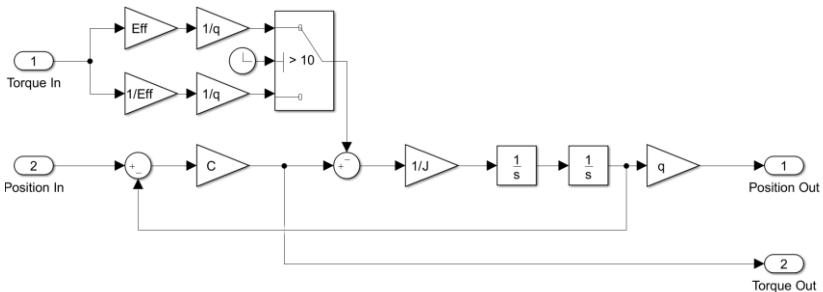 Eff
1/q
1
Torque In
> 10
1/Eff
1/q
2
Position In
+
−
C
−
+
1/J
1
s
1
s
q
1
Position Out
2
Torque Out